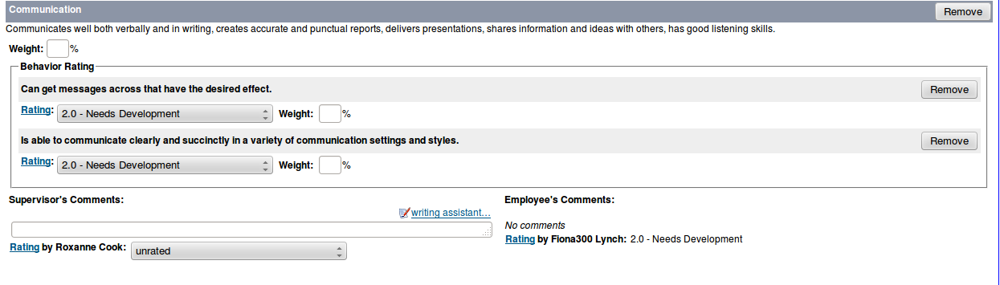 Communication Remove
Communicates well both verbally and in writing, creates accurate and punctual reports, delivers presentations, shares information and ideas with others, has good listening skills.
Weight: %
Behavior Rating
Can get messages across that have the desired effect. Remove
Rating: 2.0 - Needs Development Weight: %
Is able to communicate clearly and succinctly in a variety of communication settings and styles. Remove
Rating: 2.0 - Needs Development Weight: %
Supervisor's Comments:
writing assistant...
Rating by Roxanne Cook: unrated
Employee's Comments:
No comments
Rating by Fiona300 Lynch: 2.0 - Needs Development